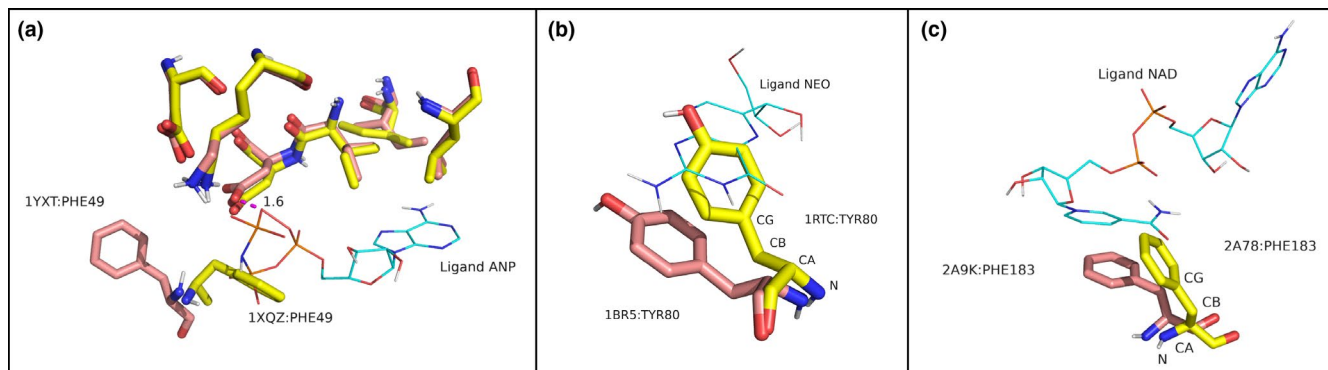 (a)
1YXT:PHE49
1.6
Ligand ANP
1XQZ:PHE49
(b)
Ligand NEO
CG
1RTC:TYR80
CB
CA
N
1BR5:TYR80
(c)
Ligand NAD
2A78:PHE183
2A9K:PHE183
CG
CB
CA
N